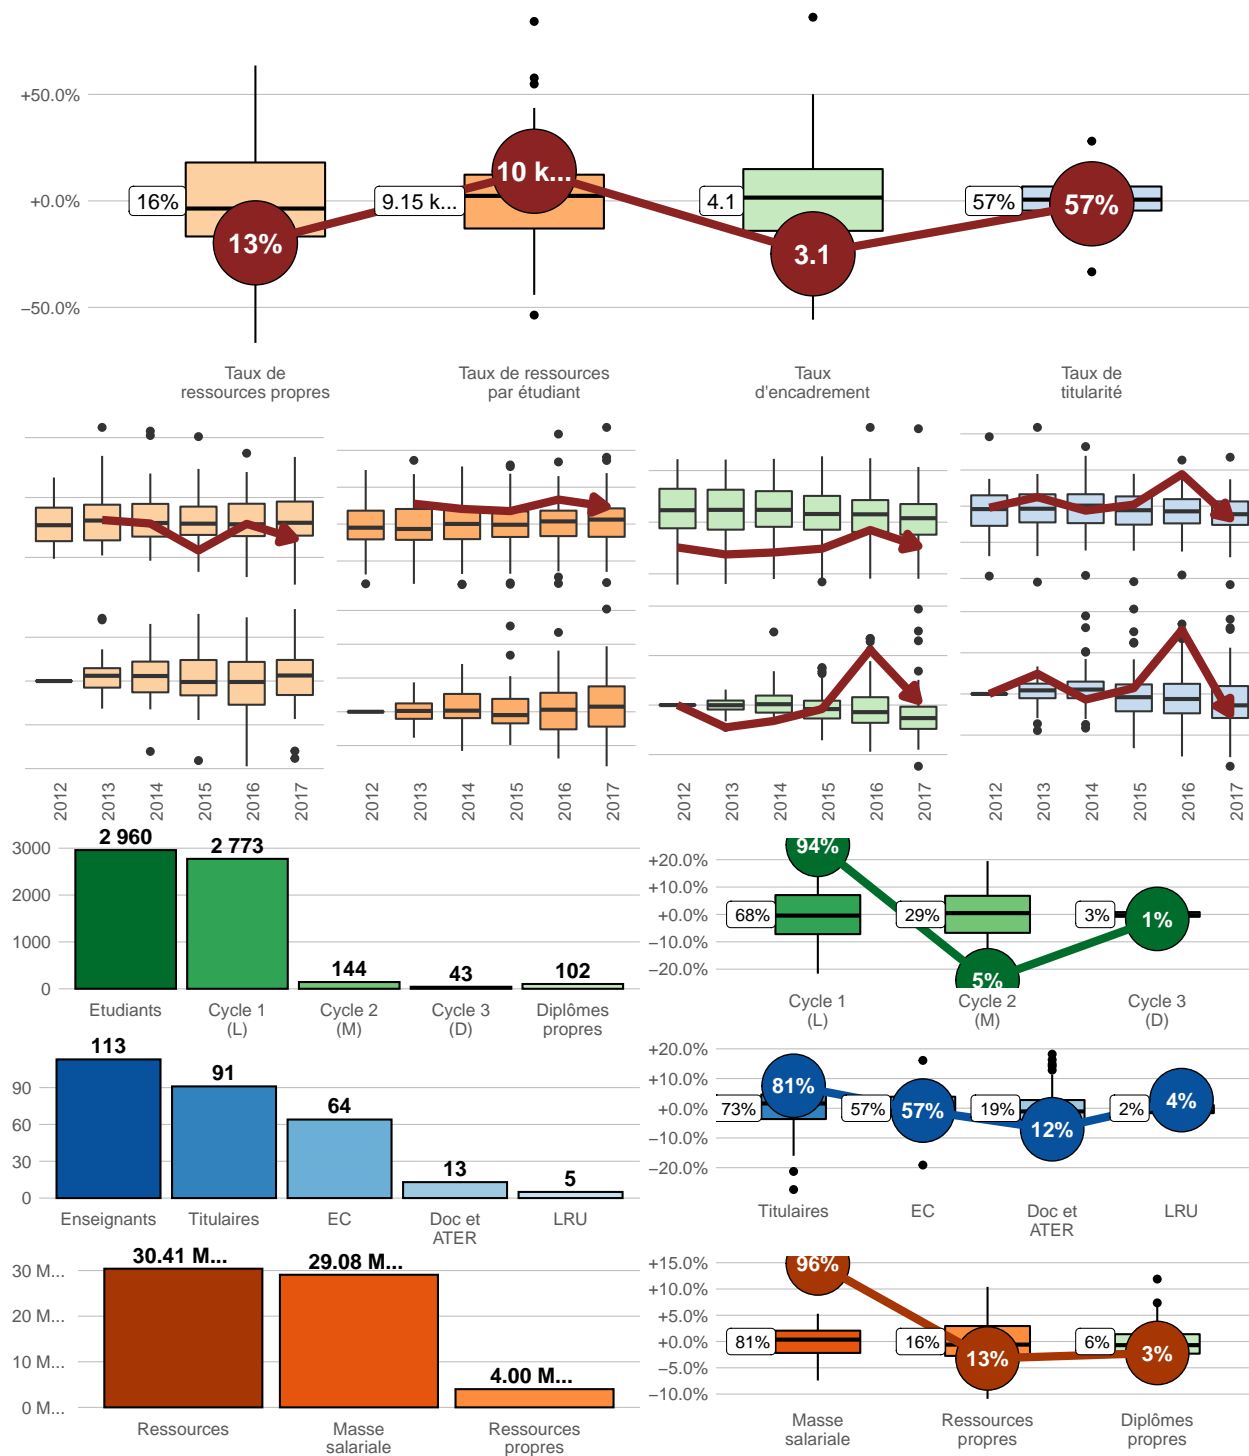 +50.0%
+0.0%
−50.0%
16%
9.15 k...
4.1
57%
13%
10 k...
3.1
57%
Taux de
ressources propres
Taux de ressources
par étudiant
Taux
d'encadrement
Taux de
titularité
2012
2013
2014
2015
2016
2017
2012
2013
2014
2015
2016
2017
2012
2013
2014
2015
2016
2017
2012
2013
2014
2015
2016
2017
3000
2000
1000
0
2 960
2 773
144
43
102
Etudiants
Cycle 1
(L)
Cycle 2
(M)
Cycle 3
(D)
Diplômes
propres
+20.0%
+10.0%
+0.0%
−10.0%
−20.0%
68%
29%
3%
94%
5%
1%
Cycle 1
(L)
Cycle 2
(M)
Cycle 3
(D)
90
60
30
0
113
91
64
13
5
Enseignants
Titulaires
EC
Doc et
ATER
LRU
+20.0%
+10.0%
+0.0%
−10.0%
−20.0%
73%
57%
19%
2%
81%
57%
12%
4%
Titulaires
EC
Doc et
ATER
LRU
30 M...
20 M...
10 M...
0 M...
30.41 M...
29.08 M...
4.00 M...
Ressources
Masse
salariale
Ressources
propres
+15.0%
+10.0%
+5.0%
+0.0%
−5.0%
−10.0%
81%
16%
6%
96%
13%
3%
Masse
salariale
Ressources
propres
Diplômes
propres